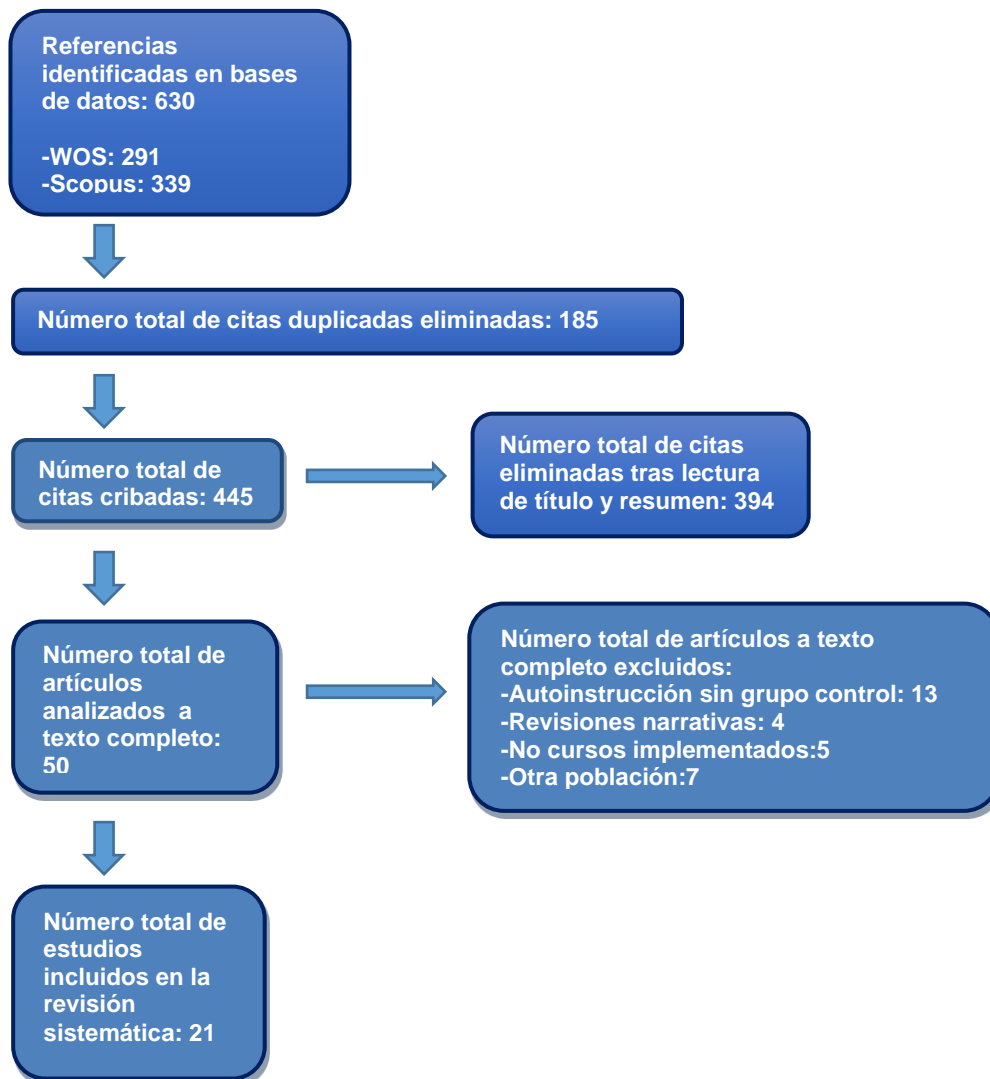 Referencias
identificadas en bases
de datos: 630
-WOS: 291
-Scopus: 339
Número total de citas duplicadas eliminadas: 185
Número total de
citas cribadas: 445
Número total de citas
eliminadas tras lectura
de título y resumen: 394
Número total de
artículos
analizados a
texto completo:
50
Número total de artículos a texto
completo excluidos:
-Autoinstrucción sin grupo control: 13
-Revisiones narrativas: 4
-No cursos implementados:5
-Otra población:7
Número total de
estudios
incluidos en la
revisión
sistemática: 21